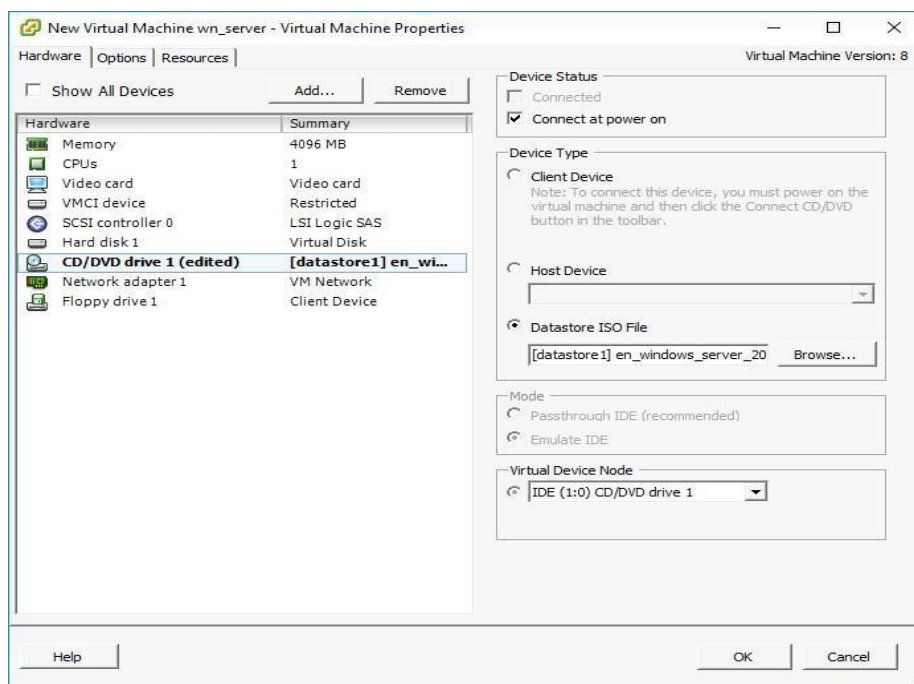 New Virtual Machine wn_server - Virtual Machine Properties
Hardware Options Resources
Virtual Machine Version: 8
Show All Devices
Add...
Remove
Hardware Summary
Memory 4096 MB
CPUs 1
Video card Video card
VMCI device Restricted
SCSI controller 0 LSI Logic SAS
Hard disk 1 Virtual Disk
CD/DVD drive 1 (edited) [datastore1] en_wi...
Network adapter 1 VM Network
Floppy drive 1 Client Device
Device Status
Connected
Connect at power on
Device Type
Client Device
Note: To connect this device, you must power on the
virtual machine and then click the Connect CD/DVD
button in the toolbar.
Host Device
Datastore ISO File
[datastore1] en_windows_server_20
Browse...
Mode
Passthrough IDE (recommended)
Emulate IDE
Virtual Device Node
IDE (1:0) CD/DVD drive 1
Help
OK
Cancel